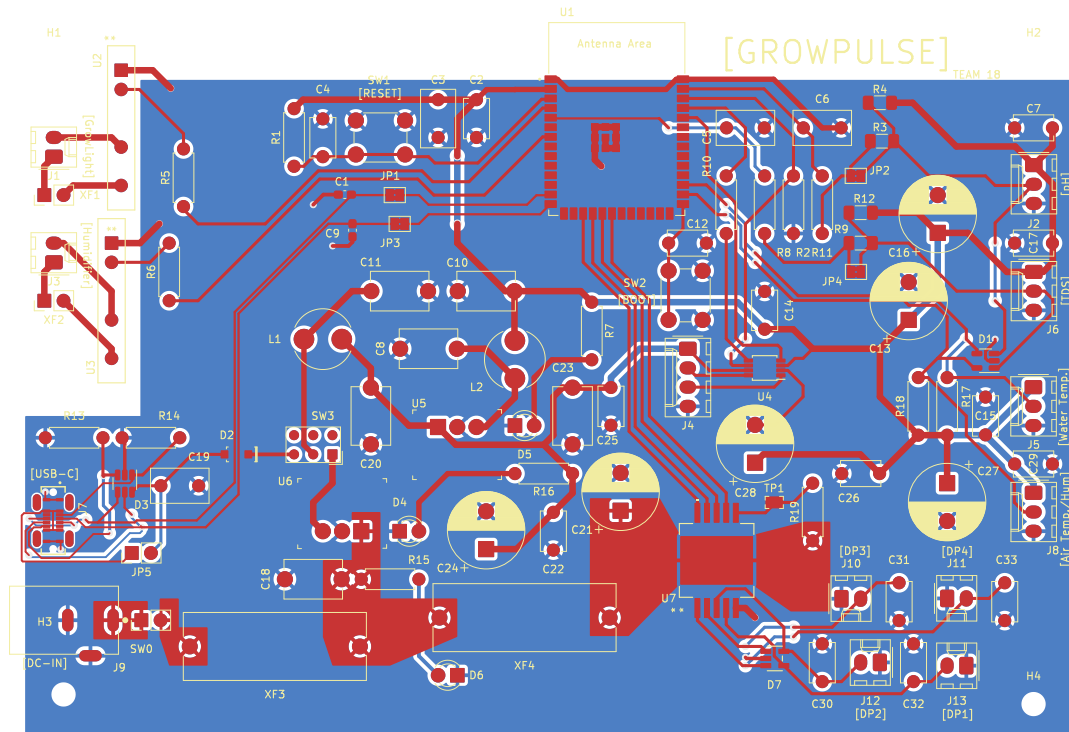 H1
U1
H2
Antenna Area
[GROWPULSE]
TEAM 18
**
U2
SW1
[RESET]
C3
C2
C4
R4
C6
C7
[GrowLight]
R1
C5
R3
J1
XF1
R5
R10
JP1
C1
JP2
[pH]
R12
J2
C9
JP3
C12
R9
C17
[Humidifier]
**
R6
C11
C10
R8
R2
R11
C16
J3
XF2
SW2
[BOOT]
JP4
[TDS]
C14
J6
L1
R7
D1
C8
C13
U3
L2
C23
U4
[Water Temp.]
U5
R18
R17
C15
R13
R14
SW3
J4
D2
D5
C25
J5
C20
C19
[USB-C]
U6
R16
C28
C26
C27
C29
TP1
J7
D3
D4
R19
[Air Temp./Hum]
C21
J8
C24
C22
[DP3]
J10
[DP4]
J11
JP5
C18
R15
C31
C33
U7
**
H3
SW0
[DC-IN]
J9
XF4
D6
D7
H4
XF3
C30
J12
[DP2]
C32
J13
[DP1]